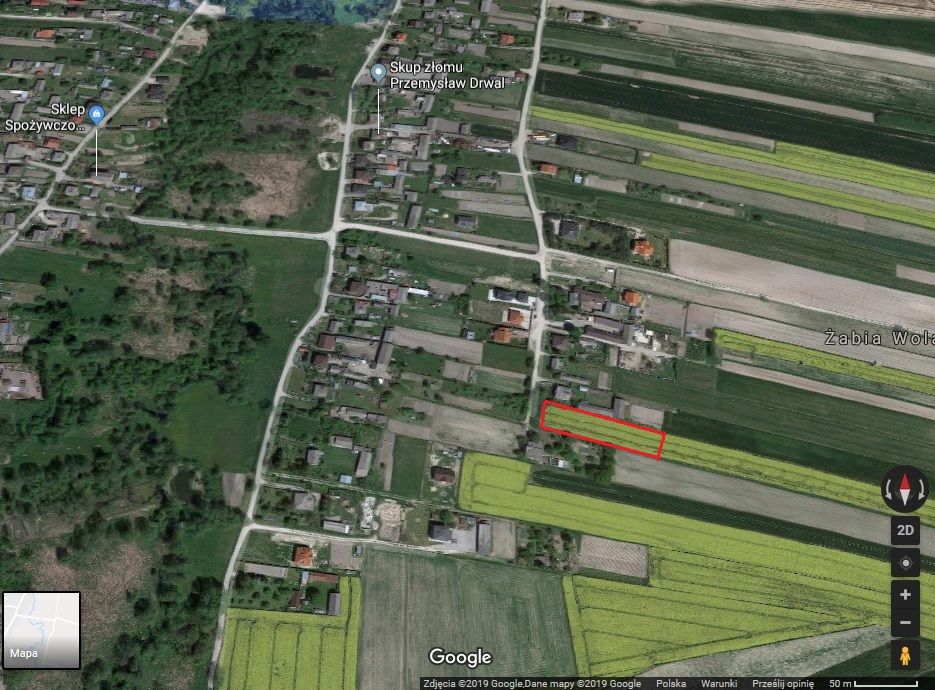 Skup złomu
Przemysław Drwal
Sklep
Spożywczo...
Żabia Wola
2D
+
−
Mapa
Google
Zdjęcia ©2019 Google,Dane mapy ©2019 Google Polska Warunki Prześlij opinię 50 m